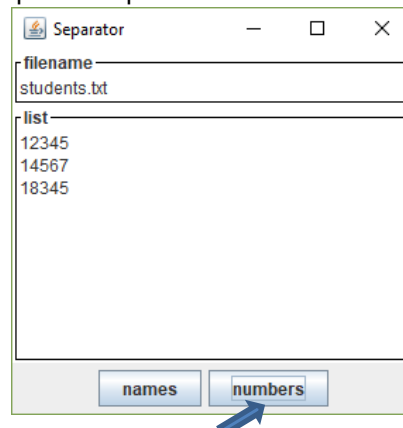 Separator
filename
students.txt
list
12345
14567
18345
names numbers